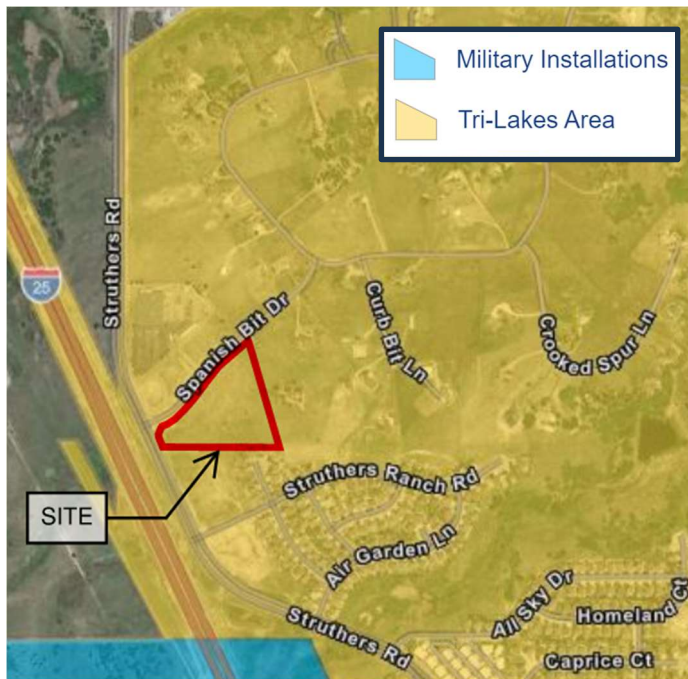 Military Installations
Tri-Lakes Area
Struthers Rd
25
Spanish Bit Dr
Curb Bit Ln
Crooked Spur Ln
Struthers Ranch Rd
SITE
Air Garden Ln
All Sky Dr
Homeland Ct
Struthers Rd
Caprice Ct